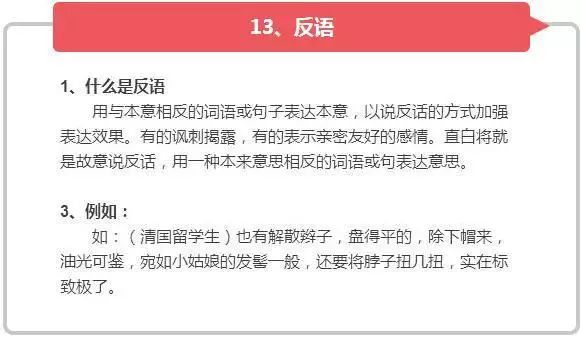 13、反语
1、什么是反语
用与本意相反的词语或句子表达本意，以说反话的方式加强
表达效果。有的讽刺揭露，有的表示亲密友好的感情。直白将就
是故意说反话，用一种本来意思相反的词语或句表达意思。
3、例如：
如：（清国留学生）也有解散辫子，盘得平的，除下帽来，
油光可鉴，宛如小姑娘的发髻一般，还要将脖子扭几扭，实在标
致极了。